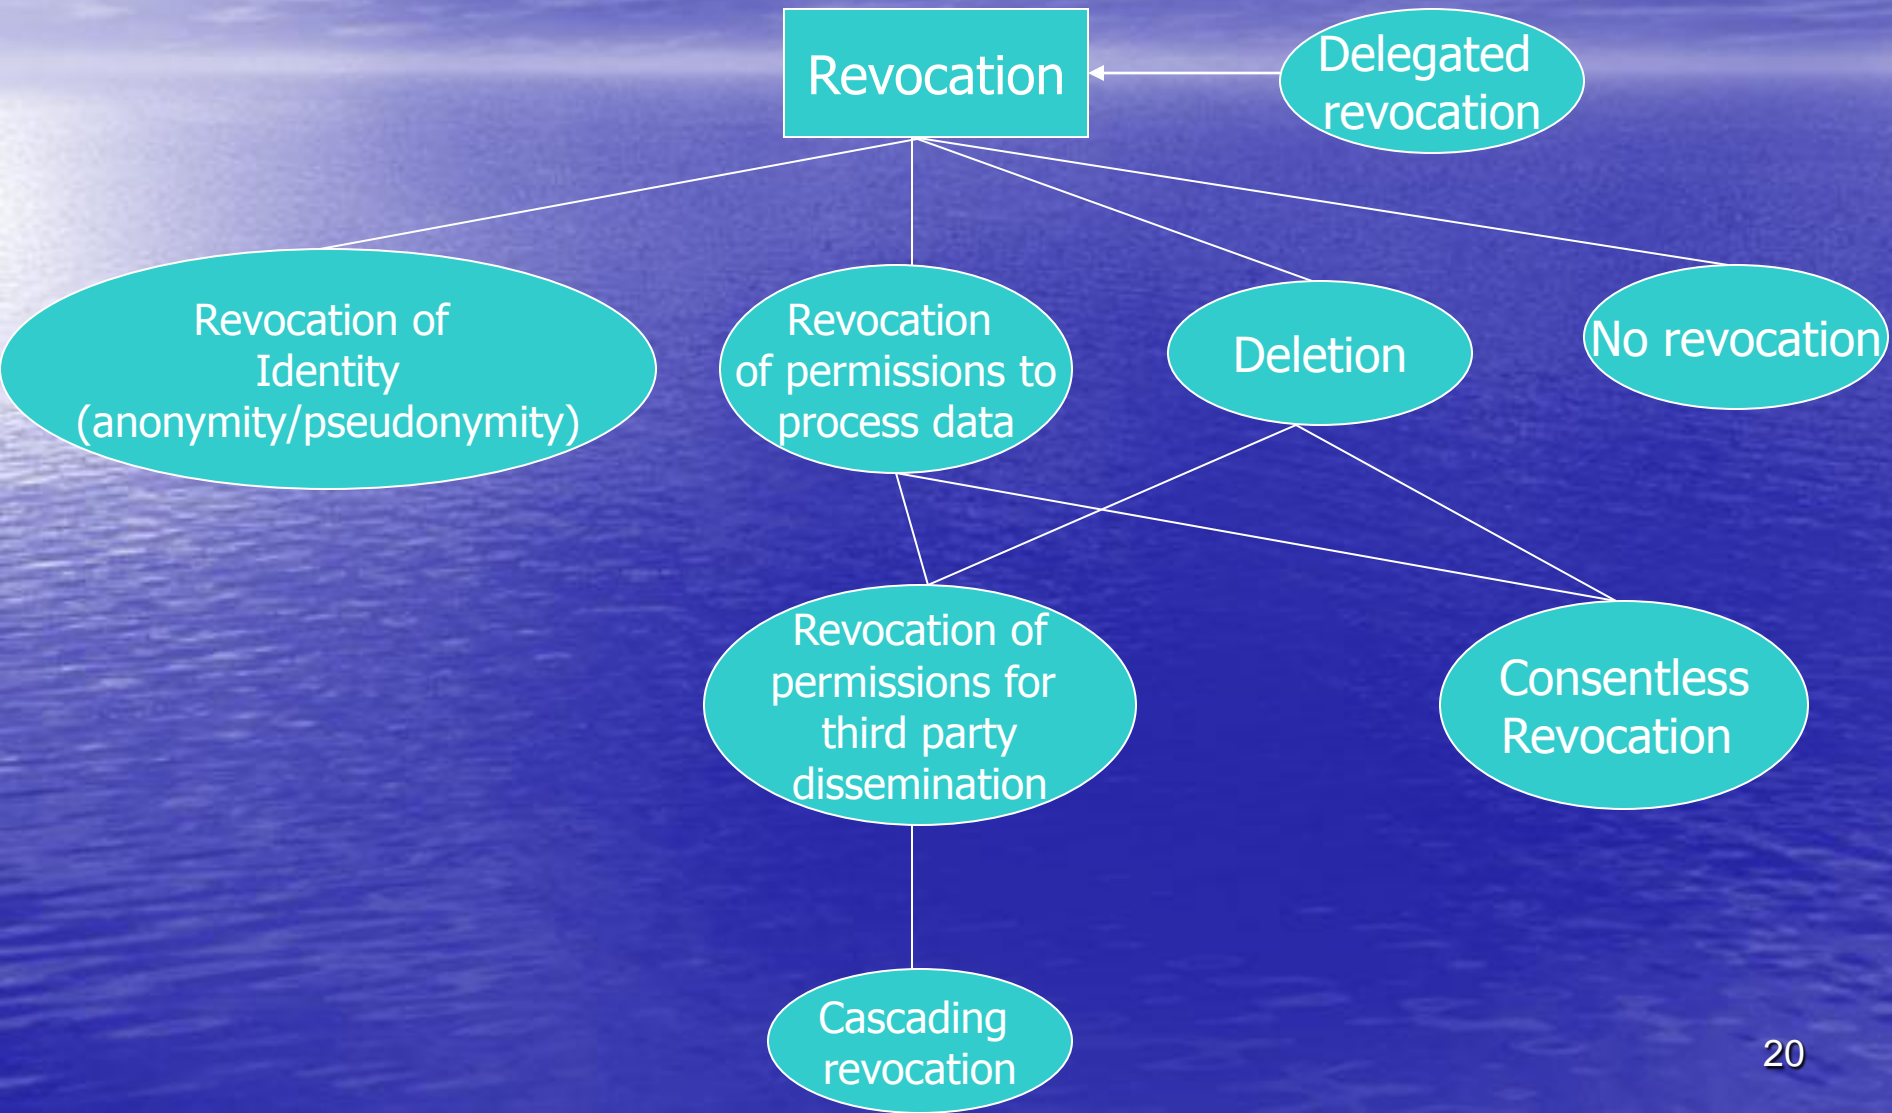 Revocation
Delegated
revocation
Revocation of
Identity
(anonymity/pseudonymity)
Revocation
of permissions to
process data
Deletion
No revocation
Revocation of
permissions for
third party
dissemination
Consentless
Revocation
Cascading
revocation
20